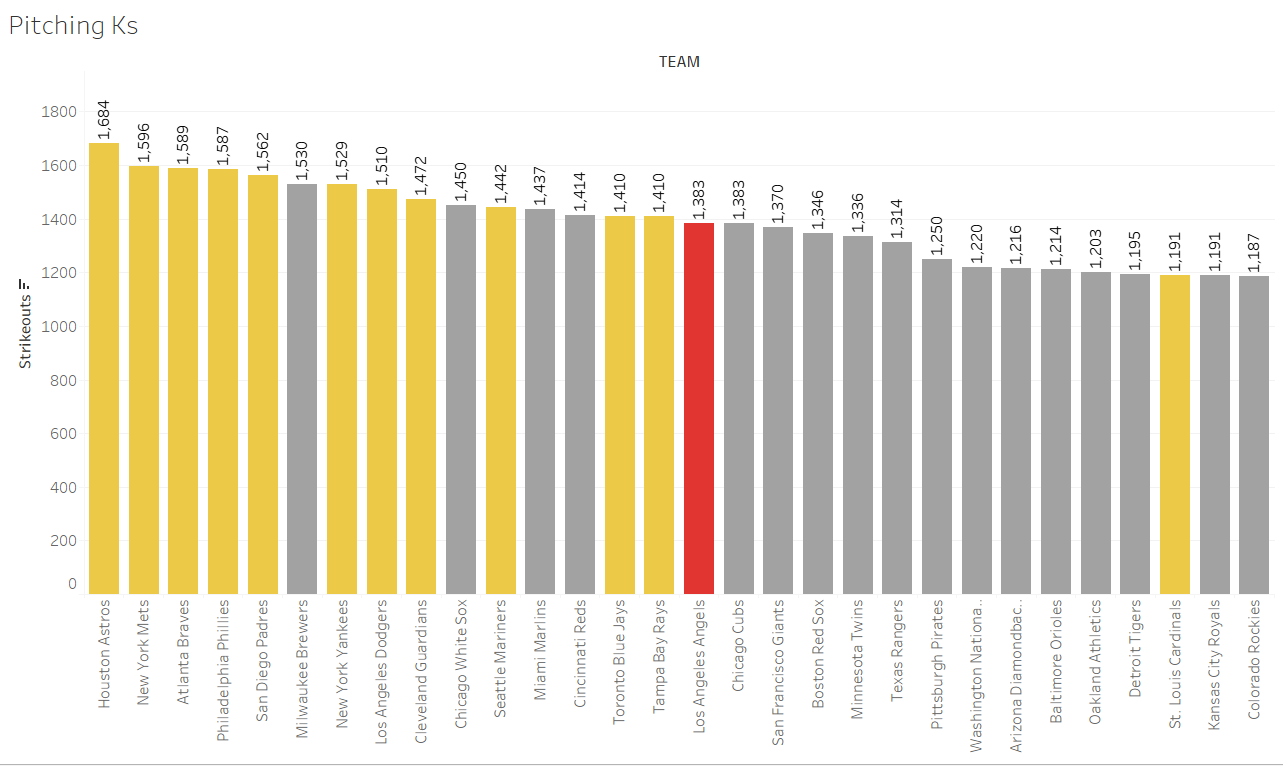 Pitching Ks
TEAM
Strikeouts
1800
1600
1400
1200
1000
800
600
400
200
0
1,684
1,596
1,589
1,587
1,562
1,530
1,529
1,510
1,472
1,450
1,442
1,437
1,414
1,410
1,410
1,383
1,383
1,370
1,346
1,336
1,314
1,250
1,220
1,216
1,214
1,203
1,195
1,191
1,191
1,187
Houston Astros
New York Mets
Atlanta Braves
Philadelphia Phillies
San Diego Padres
Milwaukee Brewers
New York Yankees
Los Angeles Dodgers
Cleveland Guardians
Chicago White Sox
Seattle Mariners
Miami Marlins
Cincinnati Reds
Toronto Blue Jays
Tampa Bay Rays
Los Angeles Angels
Chicago Cubs
San Francisco Giants
Boston Red Sox
Minnesota Twins
Texas Rangers
Pittsburgh Pirates
Washington Nationa..
Arizona Diamondbac..
Baltimore Orioles
Oakland Athletics
Detroit Tigers
St. Louis Cardinals
Kansas City Royals
Colorado Rockies